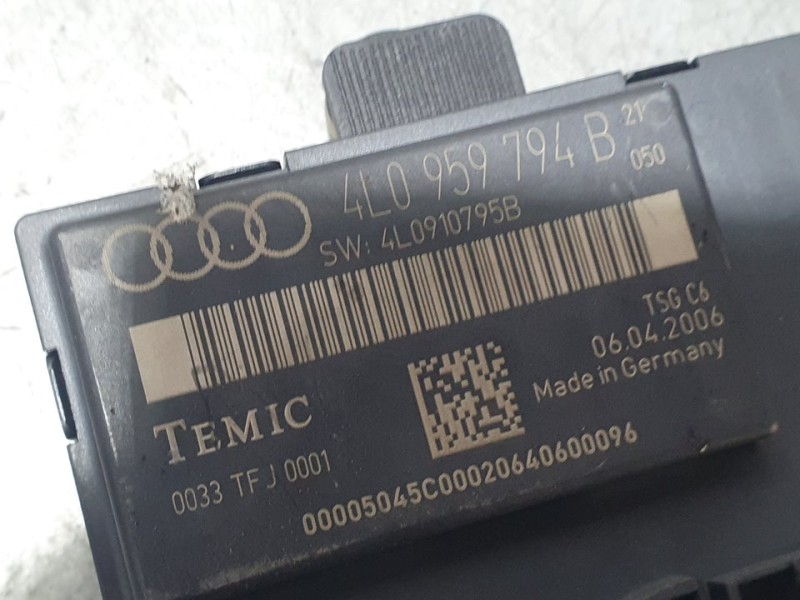 4L0 959 794 B 21
050
SW: 4L0910795B
TSG C6
06.04.2006
Made in Germany
TEMIC
0033 TFJ 0001
00005045C00020640600096